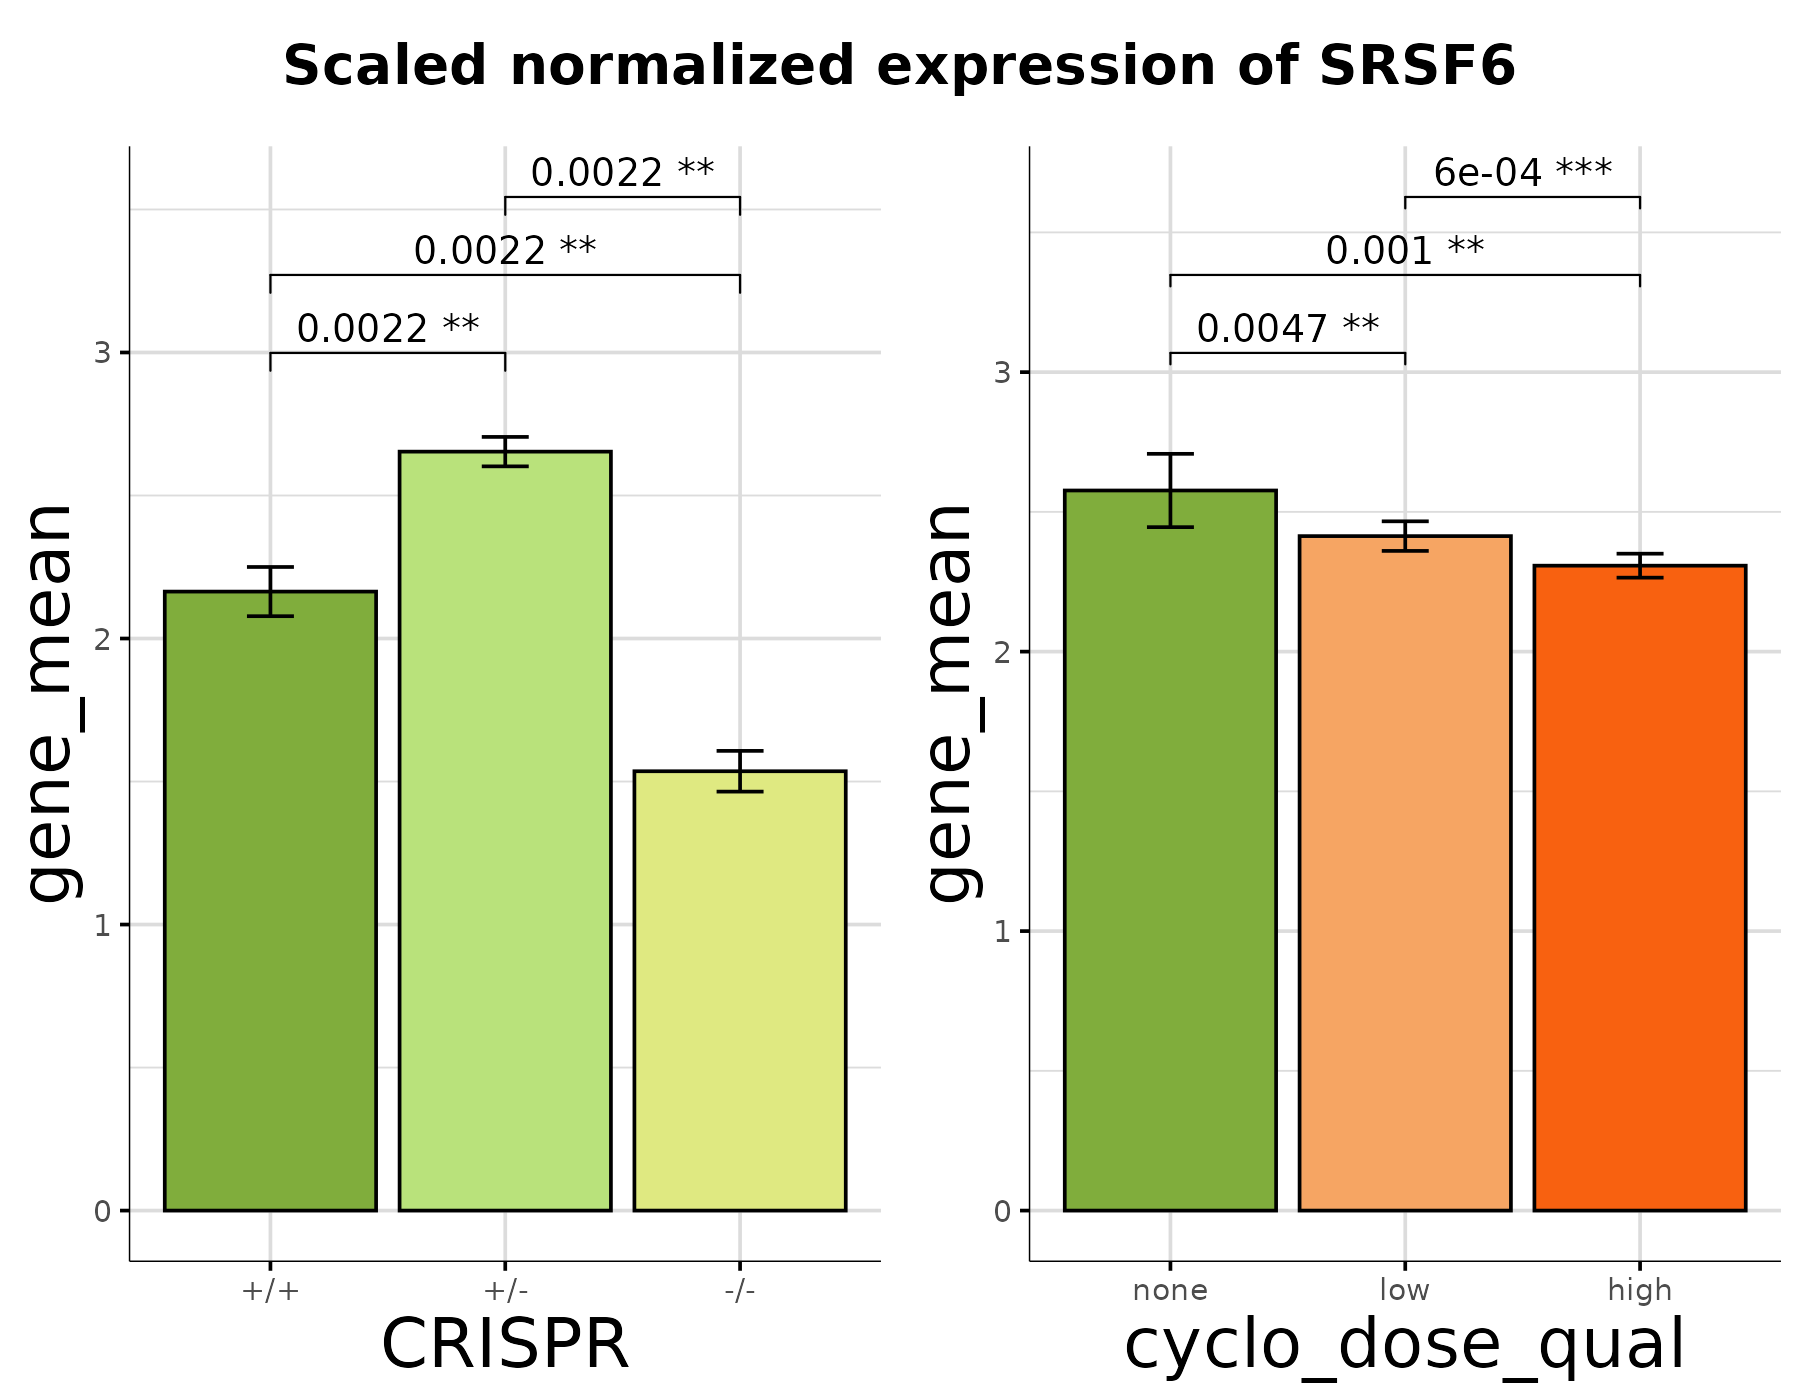 Scaled normalized expression of SRSF6
gene_mean
0.0022 **
0.0022 **
0.0022 **
3
2
1
0
+/+ +/- -/-
CRISPR
gene_mean
6e-04 ***
0.001 **
0.0047 **
3
2
1
0
none low high
cyclo_dose_qual